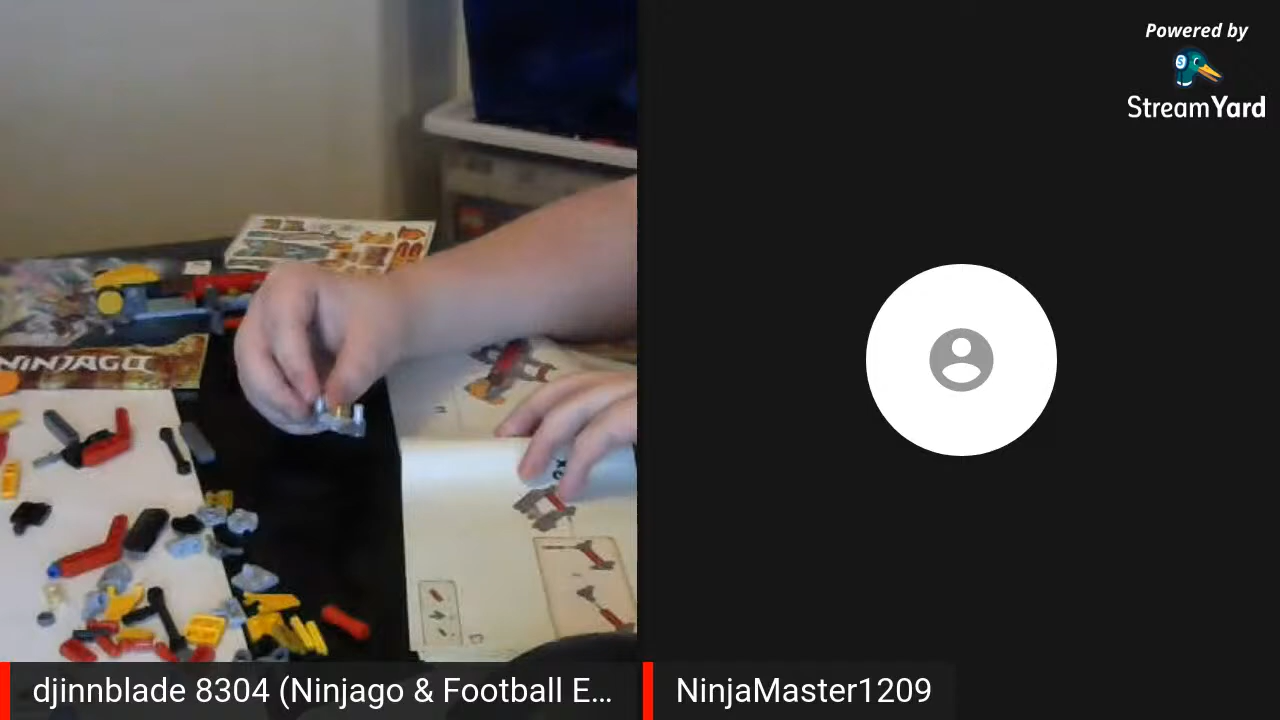 Powered by
StreamYard
NINJAGO
djinnblade 8304 (Ninjago & Football E...
NinjaMaster1209